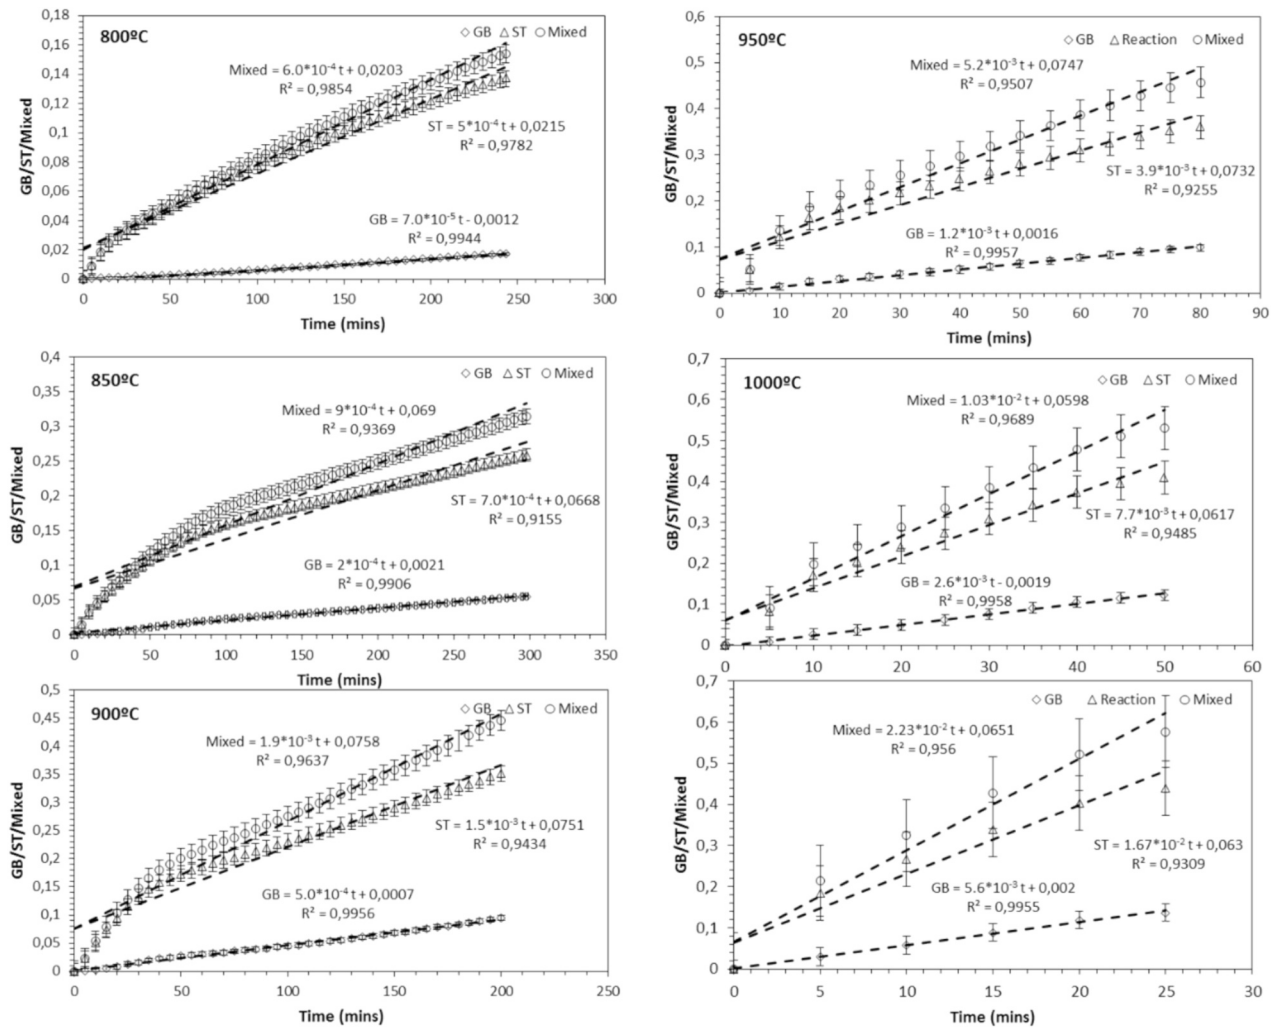 800ºC
GB ST Mixed
Mixed = 6.0*10⁻⁴ t + 0,0203
R² = 0,9854
ST = 5*10⁻⁴ t + 0,0215
R² = 0,9782
GB = 7.0*10⁻⁵ t - 0,0012
R² = 0,9944
GB/ST/Mixed
0,18
0,16
0,14
0,12
0,1
0,08
0,06
0,04
0,02
0
0 50 100 150 200 250 300
Time (mins)
950ºC
GB Reaction Mixed
Mixed = 5.2*10⁻³ t + 0,0747
R² = 0,9507
ST = 3.9*10⁻³ t + 0,0732
R² = 0,9255
GB = 1.2*10⁻³ t + 0,0016
R² = 0,9957
GB/ST/Mixed
0,6
0,5
0,4
0,3
0,2
0,1
0
0 10 20 30 40 50 60 70 80 90
Time (mins)
850ºC
GB ST Mixed
Mixed = 9*10⁻⁴ t + 0,069
R² = 0,9369
ST = 7.0*10⁻⁴ t + 0,0668
R² = 0,9155
GB = 2*10⁻⁴ t + 0,0021
R² = 0,9906
GB/ST/Mixed
0,4
0,35
0,3
0,25
0,2
0,15
0,1
0,05
0
0 50 100 150 200 250 300 350
Time (mins)
1000ºC
GB ST Mixed
Mixed = 1.03*10⁻² t + 0,0598
R² = 0,9689
ST = 7.7*10⁻³ t + 0,0617
R² = 0,9485
GB = 2.6*10⁻³ t - 0,0019
R² = 0,9958
GB/ST/Mixed
0,7
0,6
0,5
0,4
0,3
0,2
0,1
0
0 10 20 30 40 50 60
Time (mins)
900ºC
GB ST Mixed
Mixed = 1.9*10⁻³ t + 0,0758
R² = 0,9637
ST = 1.5*10⁻³ t + 0,0751
R² = 0,9434
GB = 5.0*10⁻⁴ t + 0,0007
R² = 0,9956
GB/ST/Mixed
0,5
0,45
0,4
0,35
0,3
0,25
0,2
0,15
0,1
0,05
0
0 50 100 150 200 250
Time (mins)
GB Reaction Mixed
Mixed = 2.23*10⁻² t + 0,0651
R² = 0,956
ST = 1.67*10⁻² t + 0,063
R² = 0,9309
GB = 5.6*10⁻³ t + 0,002
R² = 0,9955
GB/ST/Mixed
0,7
0,6
0,5
0,4
0,3
0,2
0,1
0
0 5 10 15 20 25 30
Time (mins)